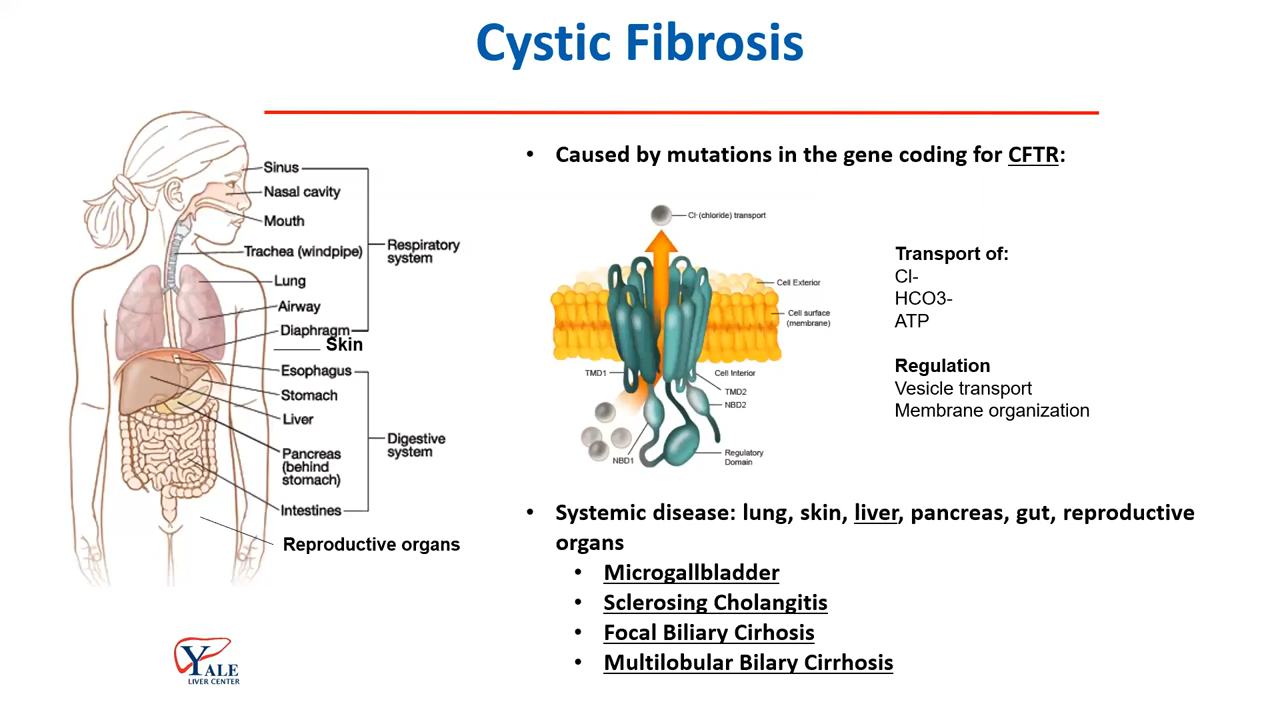 Cystic Fibrosis
Sinus
Nasal cavity
Mouth
Trachea (windpipe)
Respiratory
system
Lung
Airway
Diaphragm
Skin
Esophagus
Stomach
Liver
Digestive
system
Pancreas
(behind
stomach)
Intestines
Reproductive organs
YALE
LIVER CENTER
• Caused by mutations in the gene coding for CFTR:
Cl- (chloride) transport
Cell Exterior
Cell surface
(membrane)
Cell Interior
TMD1
TMD2
NBD2
NBD1
Regulatory
Domain
Transport of:
Cl-
HCO3-
ATP
Regulation
Vesicle transport
Membrane organization
• Systemic disease: lung, skin, liver, pancreas, gut, reproductive
organs
• Microgallbladder
• Sclerosing Cholangitis
• Focal Biliary Cirhosis
• Multilobular Bilary Cirrhosis